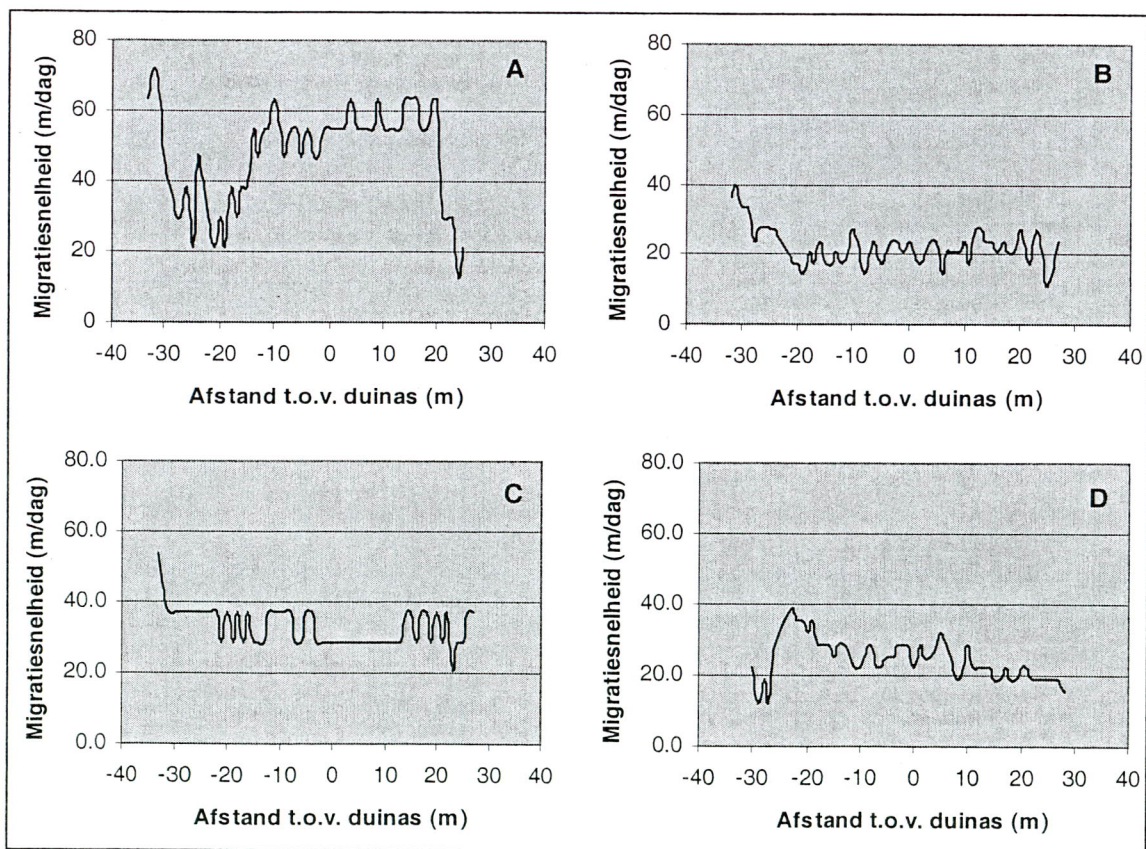 A
Migratiesnelheid (m/dag)
80
60
40
20
0
-40 -30 -20 -10 0 10 20 30 40
Afstand t.o.v. duinas (m)
B
Migratiesnelheid (m/dag)
80
60
40
20
0
-40 -30 -20 -10 0 10 20 30 40
Afstand t.o.v. duinas (m)
C
Migratiesnelheid (m/dag)
80.0
60.0
40.0
20.0
0.0
-40 -30 -20 -10 0 10 20 30 40
Afstand t.o.v. duinas (m)
D
Migratiesnelheid (m/dag)
80.0
60.0
40.0
20.0
0.0
-40 -30 -20 -10 0 10 20 30 40
Afstand t.o.v. duinas (m)